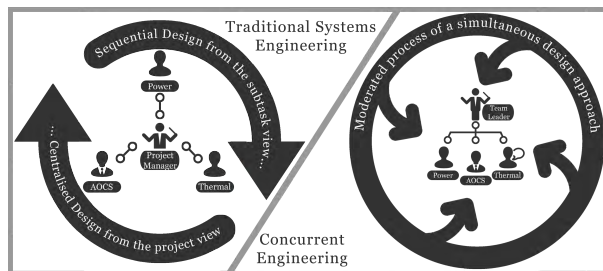 Traditional Systems
Engineering
Sequential Design from the subtask view...
Power
Project
Manager
AOCS
Thermal
... Centralised Design from the project view
Moderated process of a simultaneous design approach
Team
Leader
Power
AOCS
Thermal
Concurrent
Engineering